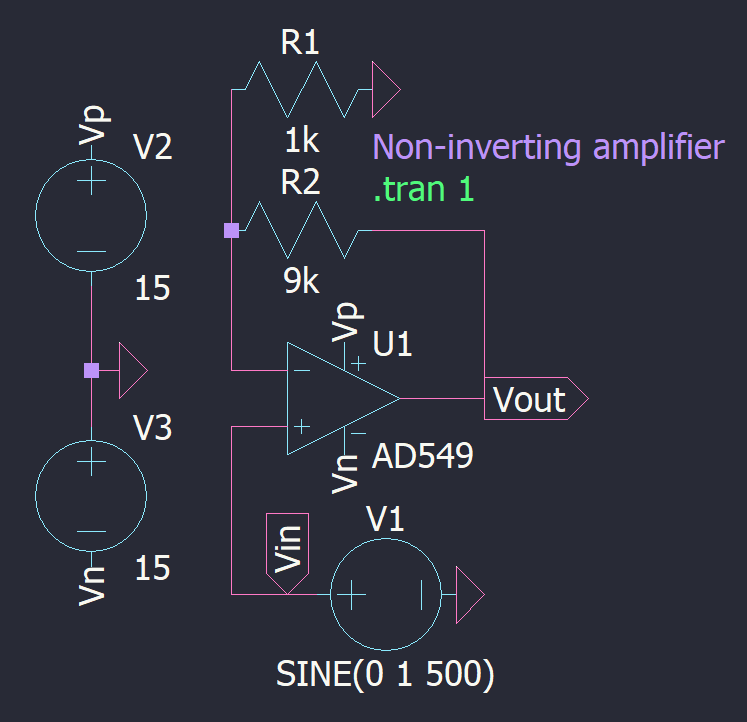 R1
1k
Vp
V2
15
Non-inverting amplifier
.tran 1
R2
9k
Vp
U1
AD549
Vn
Vout
V3
15
Vn
Vin
V1
SINE(0 1 500)